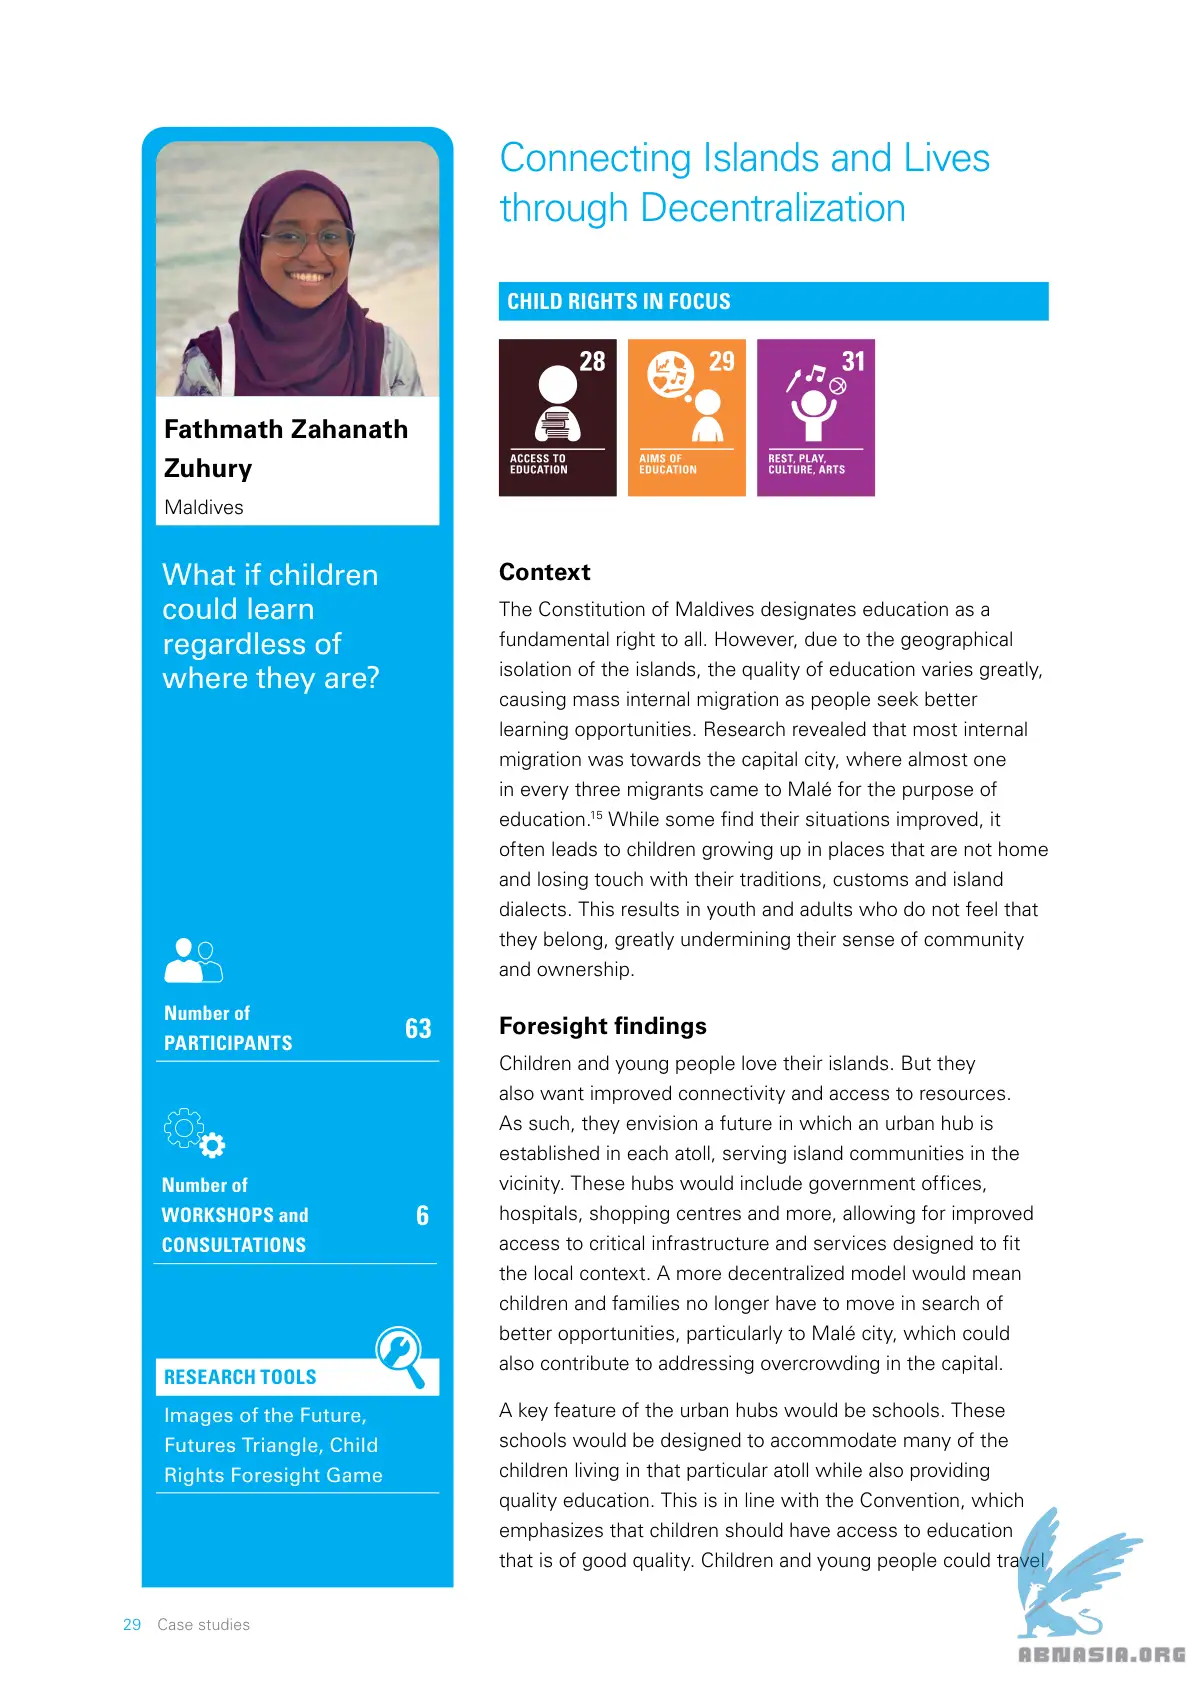 Connecting Islands and Lives
through Decentralization
Fathmath Zahanath
Zuhury
Maldives
What if children
could learn
regardless of
where they are?
Number of
PARTICIPANTS
63
Number of
WORKSHOPS and
CONSULTATIONS
6
RESEARCH TOOLS
Images of the Future,
Futures Triangle, Child
Rights Foresight Game
CHILD RIGHTS IN FOCUS
28
ACCESS TO
EDUCATION
29
AIMS OF
EDUCATION
31
REST, PLAY,
CULTURE, ARTS
Context
The Constitution of Maldives designates education as a
fundamental right to all. However, due to the geographical
isolation of the islands, the quality of education varies greatly,
causing mass internal migration as people seek better
learning opportunities. Research revealed that most internal
migration was towards the capital city, where almost one
in every three migrants came to Malé for the purpose of
education.15 While some find their situations improved, it
often leads to children growing up in places that are not home
and losing touch with their traditions, customs and island
dialects. This results in youth and adults who do not feel that
they belong, greatly undermining their sense of community
and ownership.
Foresight findings
Children and young people love their islands. But they
also want improved connectivity and access to resources.
As such, they envision a future in which an urban hub is
established in each atoll, serving island communities in the
vicinity. These hubs would include government offices,
hospitals, shopping centres and more, allowing for improved
access to critical infrastructure and services designed to fit
the local context. A more decentralized model would mean
children and families no longer have to move in search of
better opportunities, particularly to Malé city, which could
also contribute to addressing overcrowding in the capital.
A key feature of the urban hubs would be schools. These
schools would be designed to accommodate many of the
children living in that particular atoll while also providing
quality education. This is in line with the Convention, which
emphasizes that children should have access to education
that is of good quality. Children and young people could travel
29 Case studies
ABNASIA.ORG